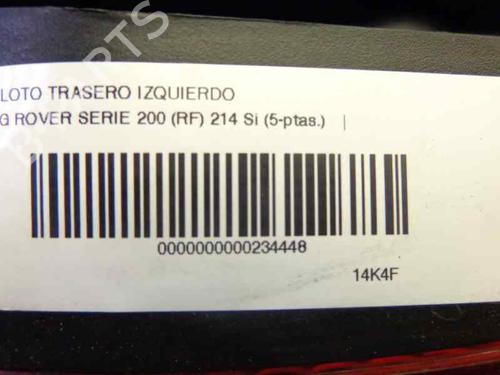 LOTO TRASERO IZQUIERDO
G ROVER SERIE 200 (RF) 214 Si (5-ptas.) |
0000000000234448
14K4F